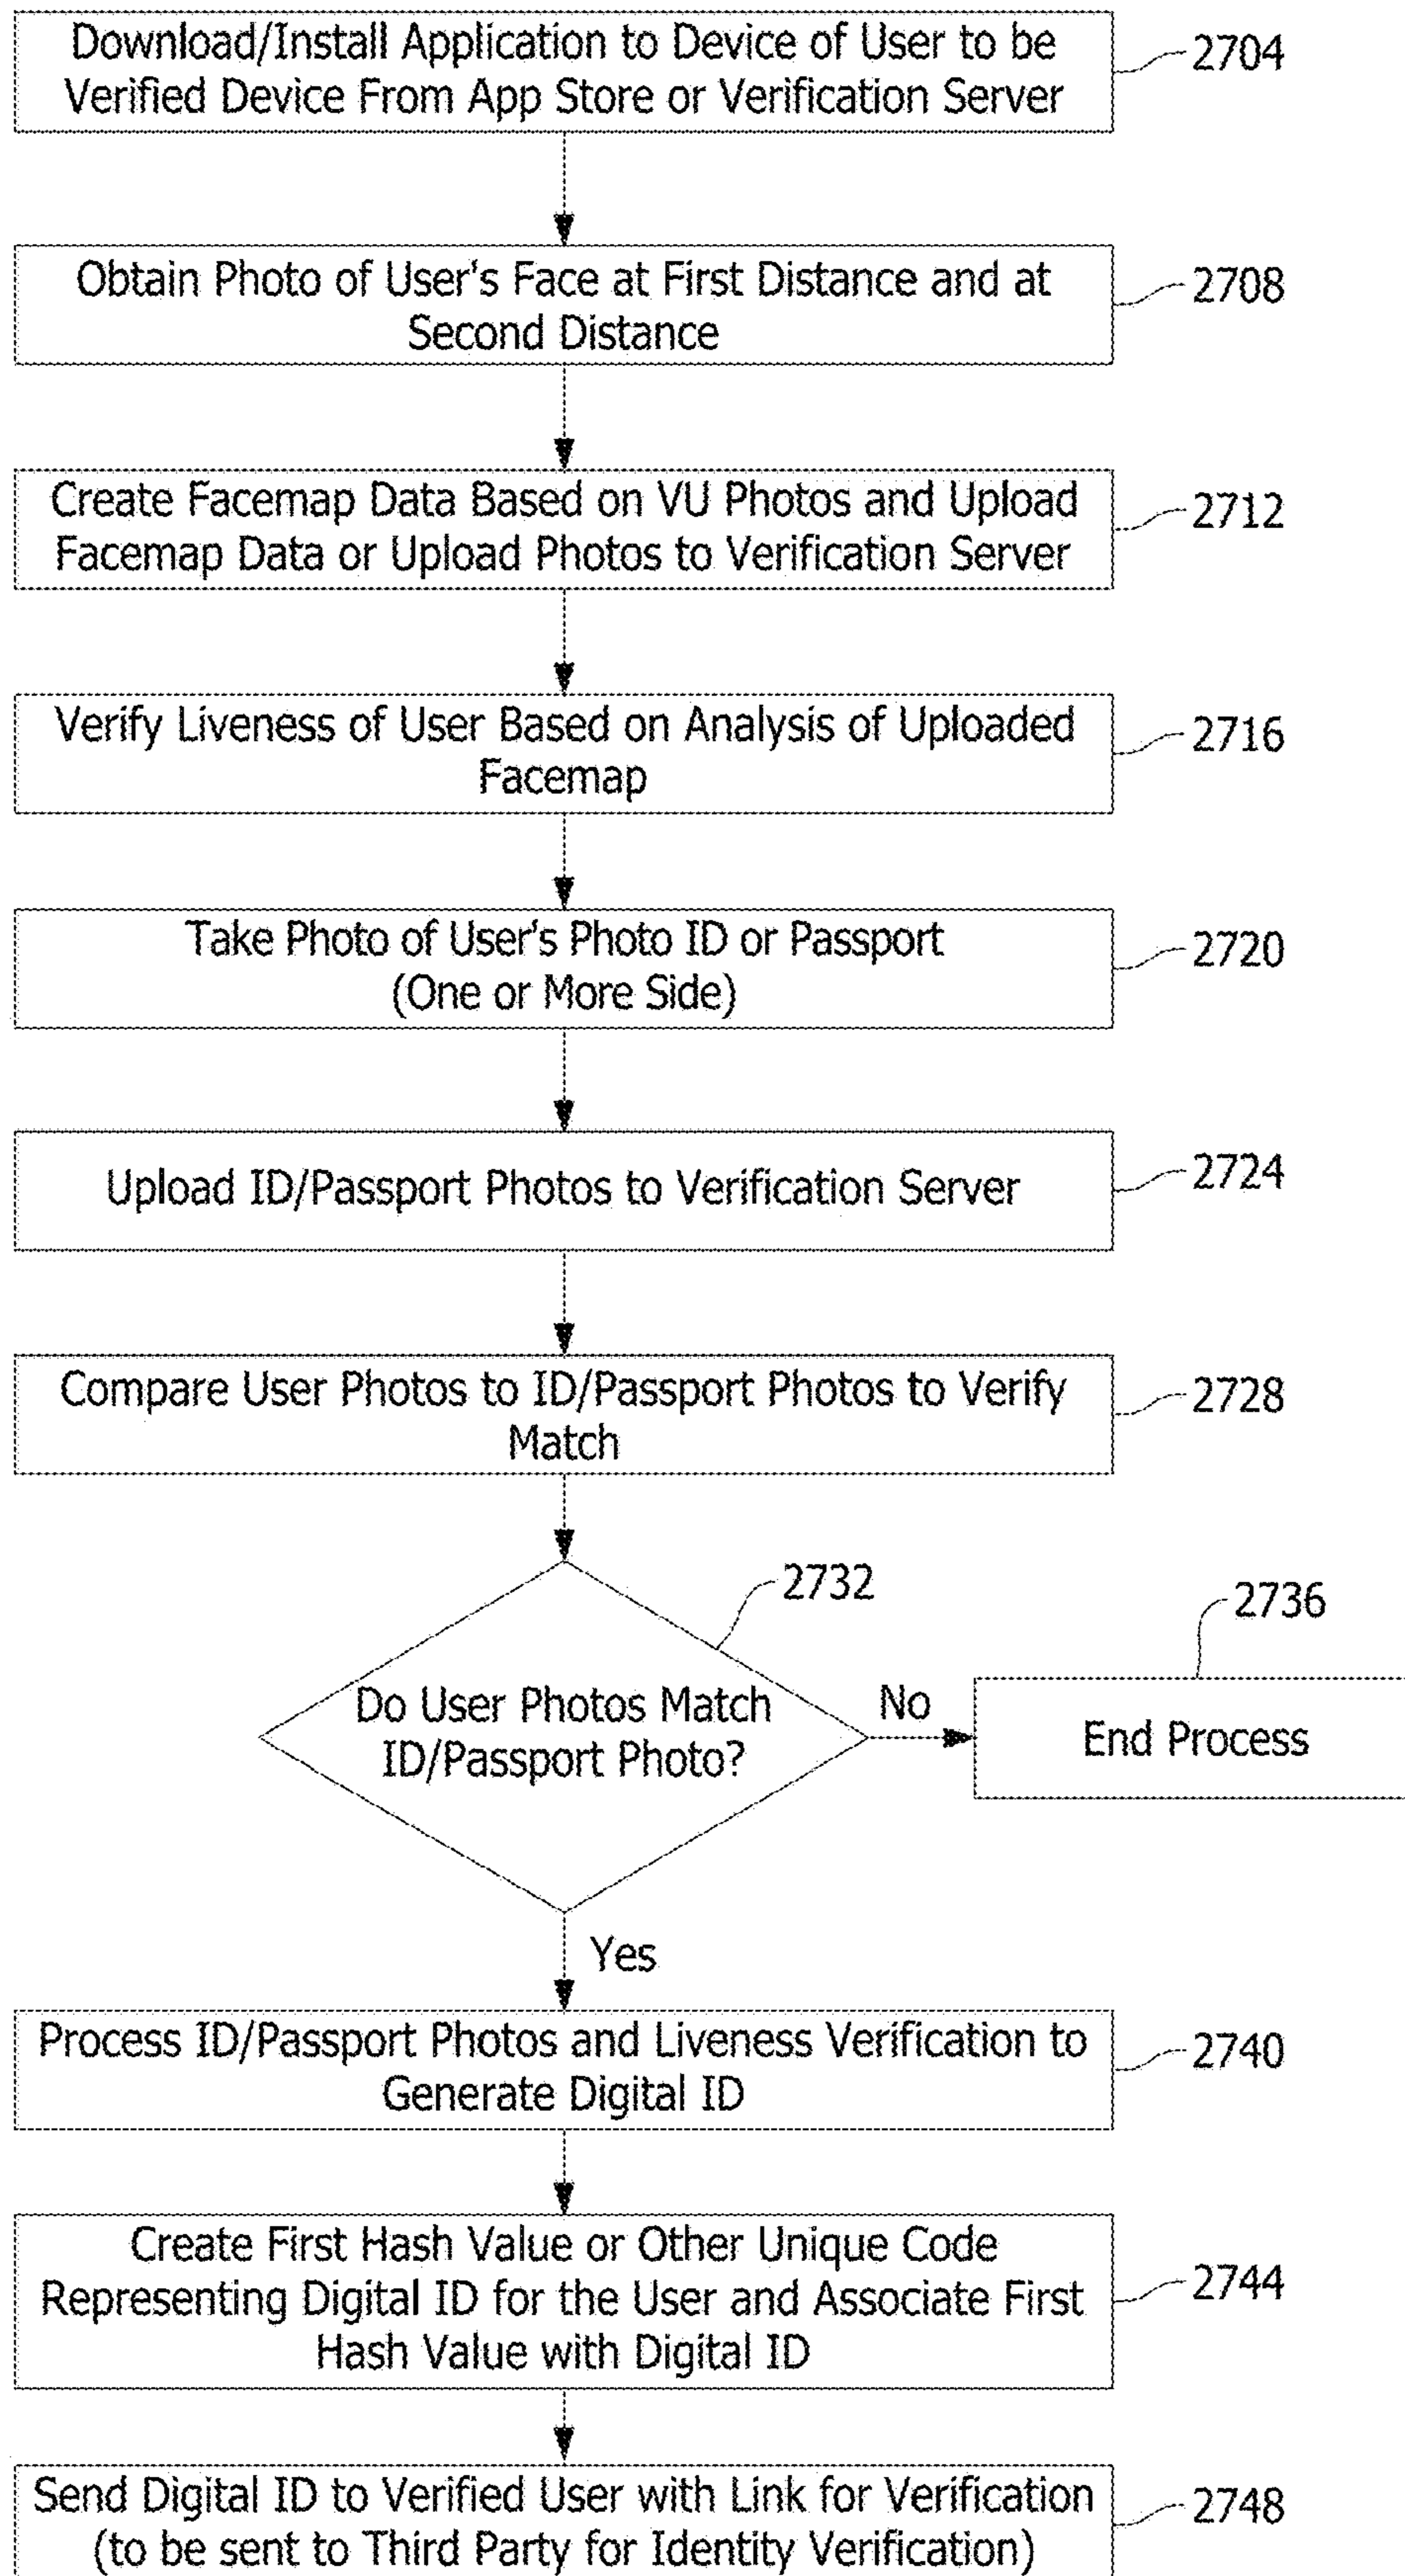 Download/Install Application to Device of User to be
Verified Device From App Store or Verification Server
2704
Obtain Photo of User's Face at First Distance and at
Second Distance
2708
Create Facemap Data Based on VU Photos and Upload
Facemap Data or Upload Photos to Verification Server
2712
Verify Liveness of User Based on Analysis of Uploaded
Facemap
2716
Take Photo of User's Photo ID or Passport
(One or More Side)
2720
Upload ID/Passport Photos to Verification Server
2724
Compare User Photos to ID/Passport Photos to Verify
Match
2728
2732
Do User Photos Match
ID/Passport Photo?
No
2736
End Process
Yes
Process ID/Passport Photos and Liveness Verification to
Generate Digital ID
2740
Create First Hash Value or Other Unique Code
Representing Digital ID for the User and Associate First
Hash Value with Digital ID
2744
Send Digital ID to Verified User with Link for Verification
(to be sent to Third Party for Identity Verification)
2748